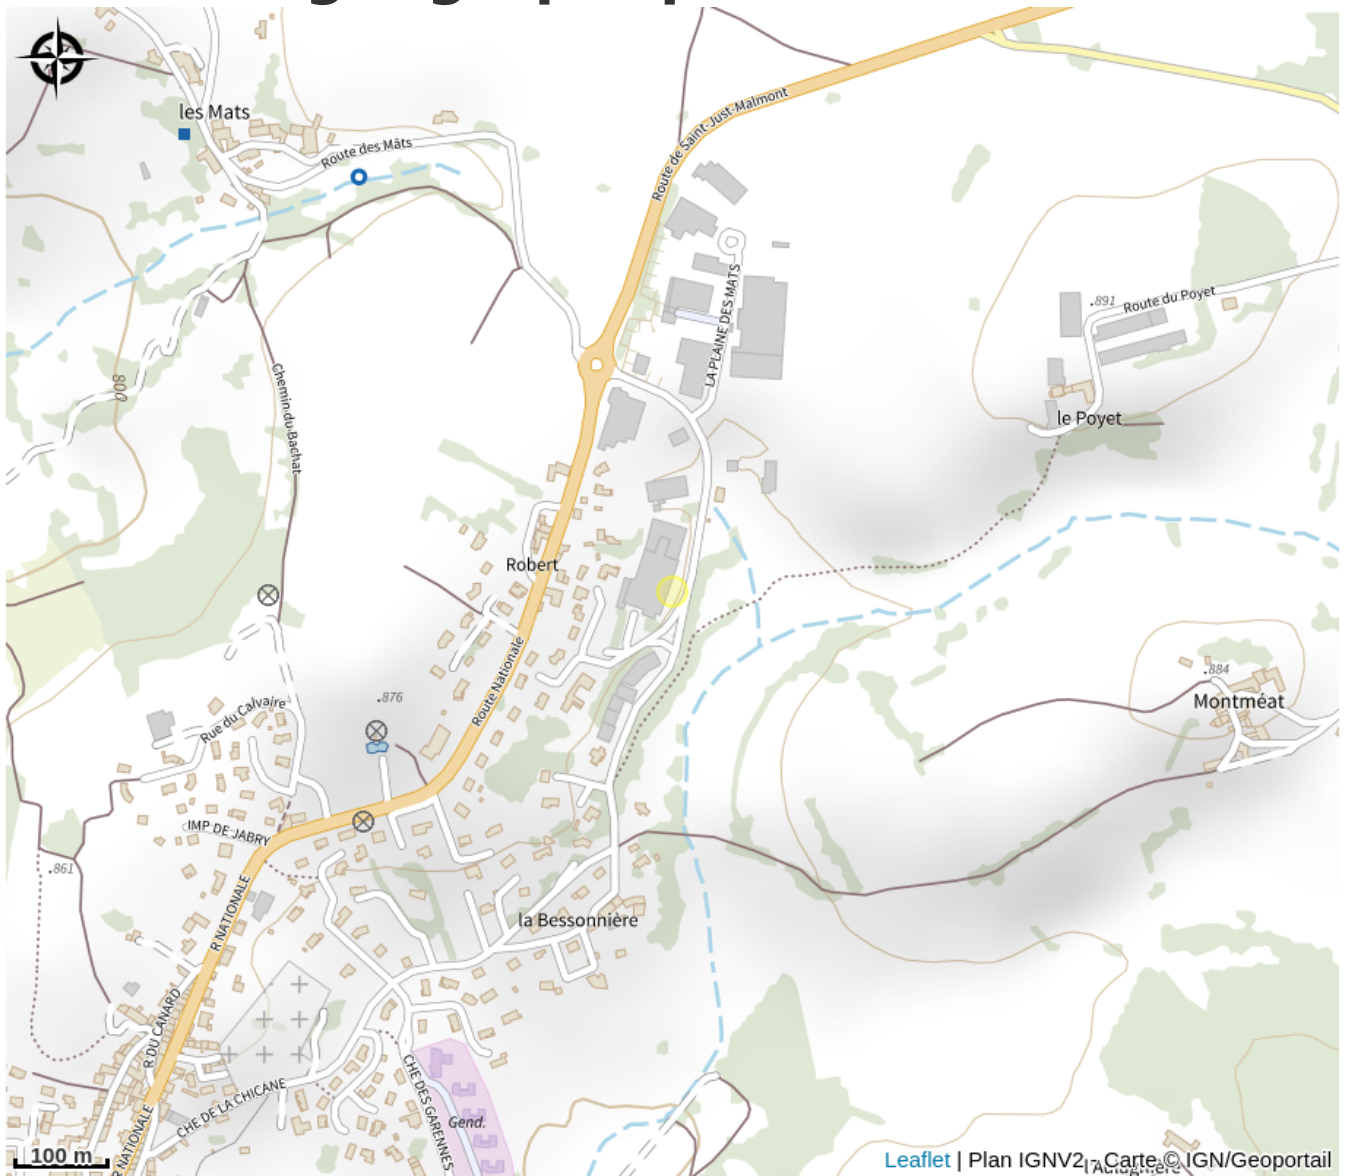 les Mats
Route des Mâts
Route de Saint-Just-Malmont
LA PLAINE DES MATS
.891
Route du Poyet
le Poyet
800
Chemin du Bachat
Robert
Route Nationale
.884
Montméat
.876
Rue du Calvaire
IMP DE JABRY
.861
R NATIONALE
la Bessonnière
R DU CANARD
CHE DE LA CHICANE
CHE DES GARENNES
Gend.
R NATIONALE
100 m
Leaflet | Plan IGNV2 - Carte © IGN/Geoportail